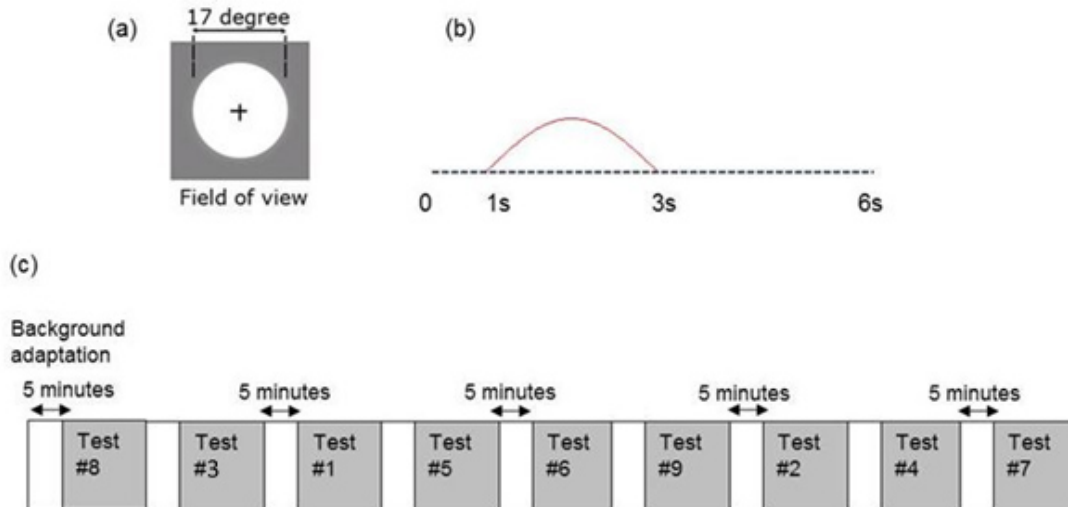 (a)
17 degree
Field of view
(b)
0 1s 3s 6s
(c)
Background
adaptation
5 minutes 5 minutes 5 minutes 5 minutes 5 minutes
Test Test Test Test Test Test Test Test Test
#8 #3 #1 #5 #6 #9 #2 #4 #7